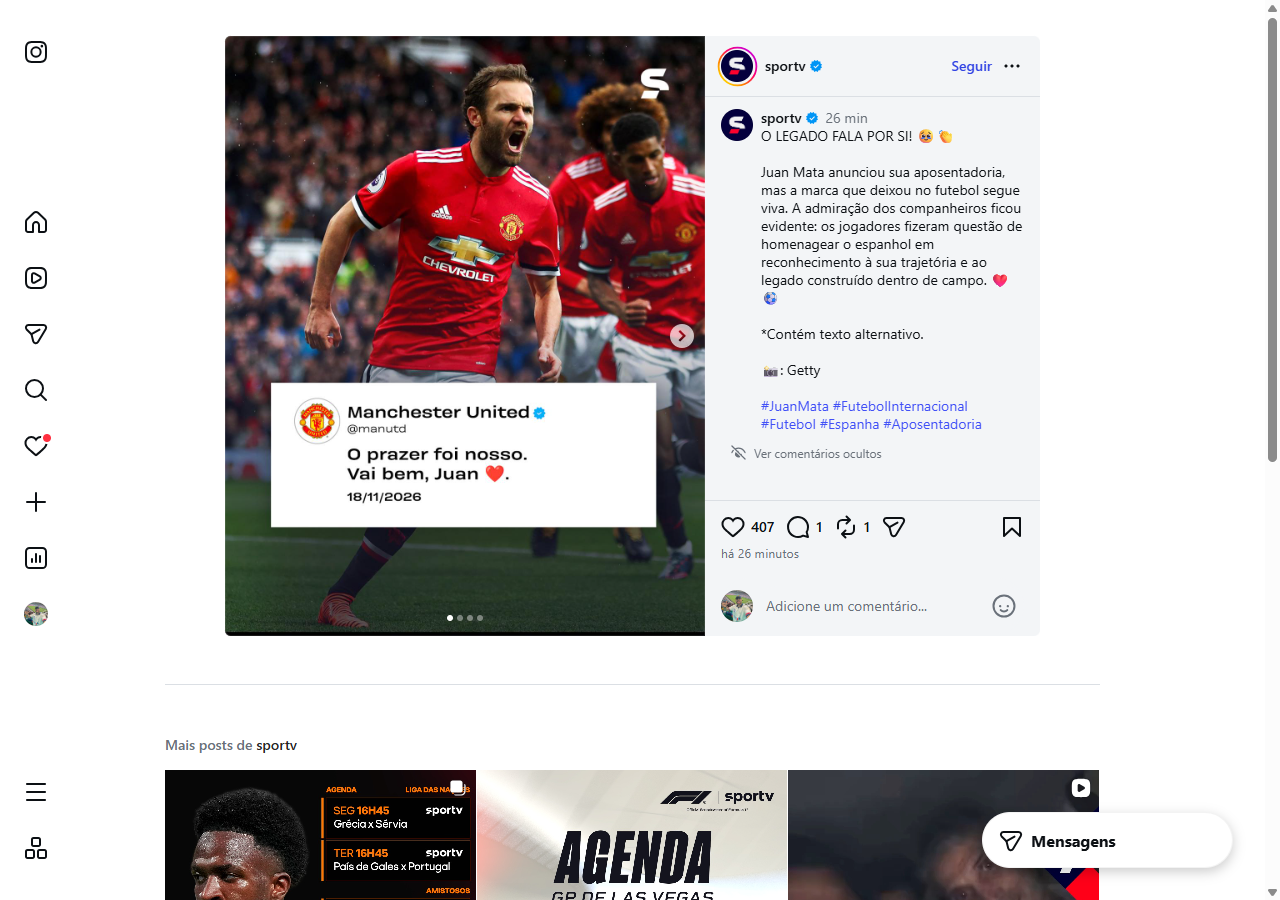 sportv
Seguir
sportv 26 min
O LEGADO FALA POR SI! 😹 👏
Juan Mata anunciou sua aposentadoria,
mas a marca que deixou no futebol segue
viva. A admiração dos companheiros ficou
evidente: os jogadores fizeram questão de
homenagear o espanhol em
reconhecimento à sua trajetória e ao
legado construído dentro de campo. ❤️
⚽
*Contém texto alternativo.
📸: Getty
#JuanMata #FutebolInternacional
#Futebol #Espanha #Aposentadoria
Ver comentários ocultos
407 1 1
há 26 minutos
Adicione um comentário...
adidas
CHEVROLET
CHEVROLET
Manchester United
@manutd
O prazer foi nosso.
Vai bem, Juan ❤️.
18/11/2026
Mais posts de sportv
AGENDA
SEG 16H45 sportv
Grécia x Sérvia
TER 16H45 sportv
País de Gales x Portugal
AMISTOSOS
F1 sportv
AGENDA
GP DE LAS VEGAS
Mensagens